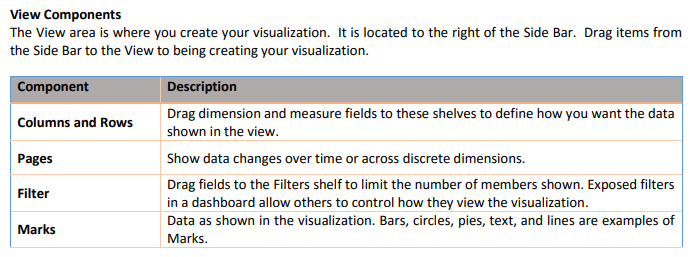 View Components
The View area is where you create your visualization.  It is located to the right of the Side Bar.  Drag items from
the Side Bar to the View to being creating your visualization.
Component Description
Columns and Rows Drag dimension and measure fields to these shelves to define how you want the data
shown in the view.
Pages Show data changes over time or across discrete dimensions.
Filter Drag fields to the Filters shelf to limit the number of members shown. Exposed filters
in a dashboard allow others to control how they view the visualization.
Marks Data as shown in the visualization. Bars, circles, pies, text, and lines are examples of
Marks.